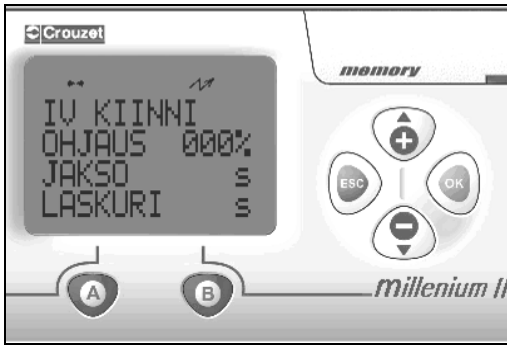 Crouzet
memory
IV KIINNI
OHJAUS 000%
JAKSO s
LASKURI s
ESC
OK
A
B
millenium II